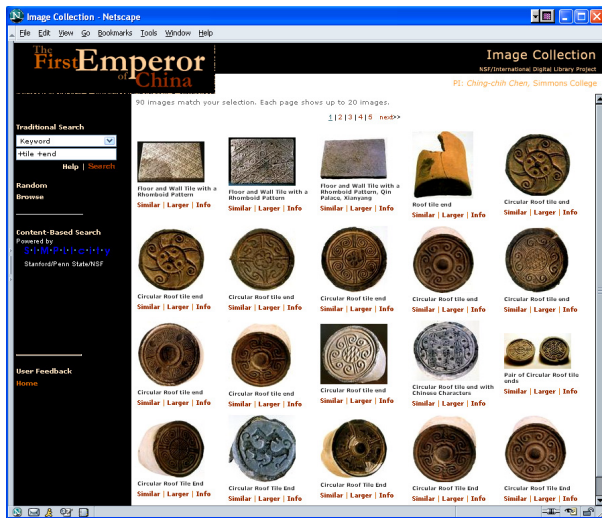 Image Collection - Netscape
File Edit View Go Bookmarks Tools Window Help
The
First Emperor
of China
Image Collection
NSF/International Digital Library Project
PI: Ching-chih Chen, Simmons College
90 images match your selection. Each page shows up to 20 images.
1 | 2 | 3 | 4 | 5 next>>
Traditional Search
Keyword
+tile +end
Help | Search
Random
Browse
Content-Based Search
Powered by
S·I·M·P·L·I·c·i·t·y
Stanford/Penn State/NSF
User Feedback
Home
Floor and Wall Tile with a
Rhomboid Pattern
Similar | Larger | Info
Floor and Wall Tile with a
Rhomboid Pattern
Similar | Larger | Info
Floor and Wall Tile with a
Rhomboid Pattern, Qin
Palace, Xianyang
Similar | Larger | Info
Roof tile end
Similar | Larger | Info
Circular Roof tile end
Similar | Larger | Info
Circular Roof tile end
Similar | Larger | Info
Circular Roof tile end
Similar | Larger | Info
Circular Roof tile end
Similar | Larger | Info
Circular Roof tile end
Similar | Larger | Info
Circular Roof tile end
Similar | Larger | Info
Circular Roof tile end
Similar | Larger | Info
Circular Roof tile end
Similar | Larger | Info
Circular Roof tile end
Similar | Larger | Info
Circular Roof tile end with
Chinese Characters
Similar | Larger | Info
Pair of Circular Roof tile
ends
Similar | Larger | Info
Circular Roof Tile End
Similar | Larger | Info
Circular Roof Tile End
Similar | Larger | Info
Circular Roof Tile End
Similar | Larger | Info
Circular Roof Tile End
Similar | Larger | Info
Circular Roof Tile End
Similar | Larger | Info